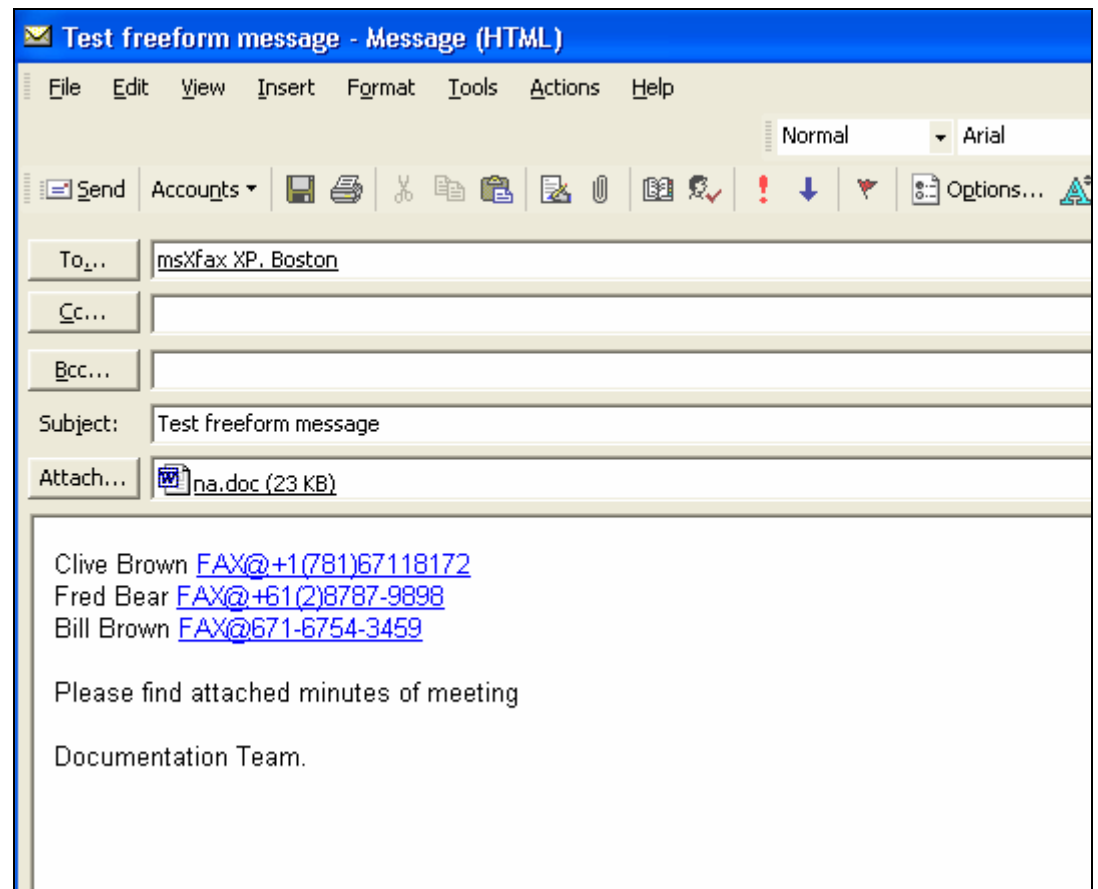 Test freeform message - Message (HTML)
File Edit View Insert Format Tools Actions Help
Normal Arial
Send Accounts Options...
To... msXfax XP. Boston
Cc...
Bcc...
Subject: Test freeform message
Attach... na.doc (23 KB)
Clive Brown FAX@+1(781)67118172
Fred Bear FAX@+61(2)8787-9898
Bill Brown FAX@671-6754-3459
Please find attached minutes of meeting
Documentation Team.